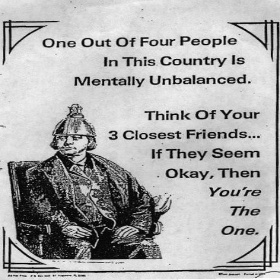 One Out Of Four People
In This Country Is
Mentally Unbalanced.
Think Of Your
3 Closest Friends...
If They Seem
Okay, Then
You're
The
One.